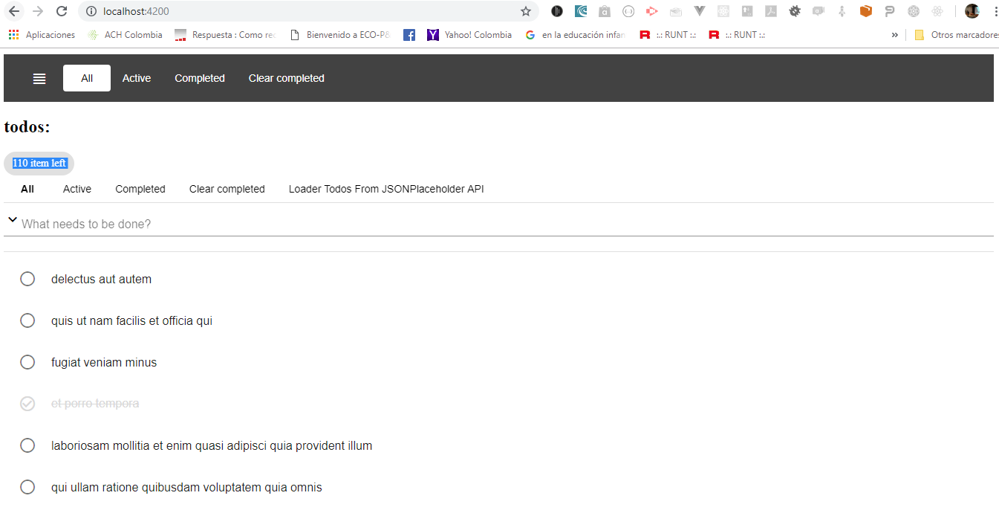 localhost:4200
Aplicaciones ACH Colombia Respuesta : Como re Bienvenido a ECO-P& Yahoo! Colombia en la educación infan :.: RUNT :.: :.: RUNT :.: » Otros marcadores
All Active Completed Clear completed
todos:
110 item left
All Active Completed Clear completed Loader Todos From JSONPlaceholder API
What needs to be done?
delectus aut autem
quis ut nam facilis et officia qui
fugiat veniam minus
et porro tempora
laboriosam mollitia et enim quasi adipisci quia provident illum
qui ullam ratione quibusdam voluptatem quia omnis